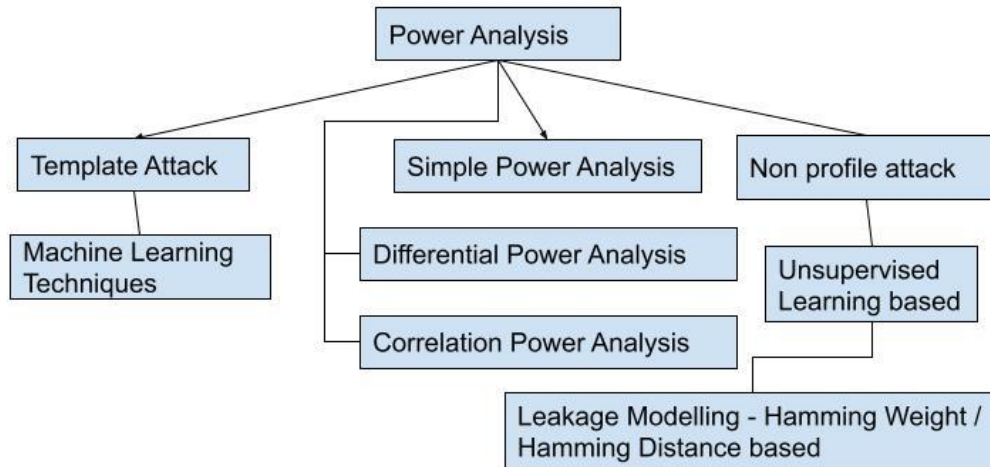 Power Analysis
Template Attack
Simple Power Analysis
Non profile attack
Machine Learning
Techniques
Differential Power Analysis
Unsupervised
Learning based
Correlation Power Analysis
Leakage Modelling - Hamming Weight /
Hamming Distance based